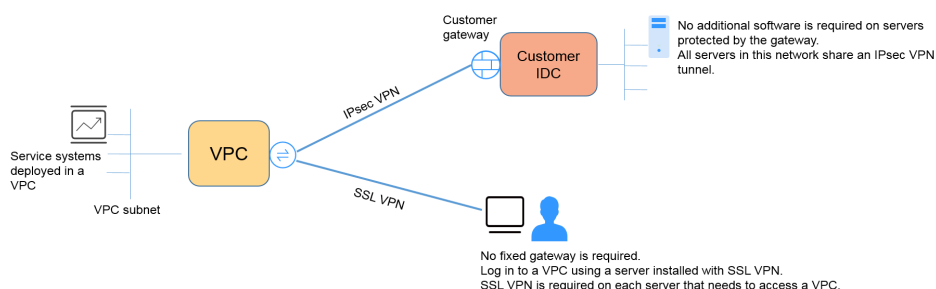 Customer
gateway
No additional software is required on servers
protected by the gateway.
All servers in this network share an IPsec VPN
tunnel.
Customer
IDC
IPsec VPN
VPC
Service systems
deployed in a
VPC
VPC subnet
SSL VPN
No fixed gateway is required.
Log in to a VPC using a server installed with SSL VPN.
SSL VPN is required on each server that needs to access a VPC.